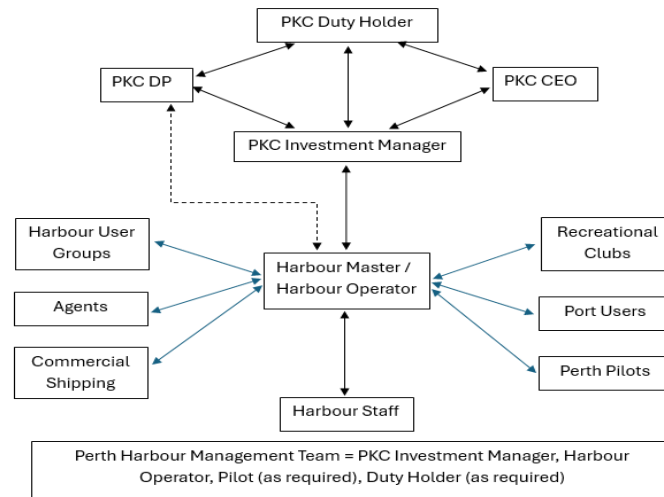 PKC Duty Holder
PKC DP
PKC CEO
PKC Investment Manager
Harbour User
Groups
Recreational
Clubs
Harbour Master /
Harbour Operator
Agents
Port Users
Commercial
Shipping
Perth Pilots
Harbour Staff
Perth Harbour Management Team = PKC Investment Manager, Harbour
Operator, Pilot (as required), Duty Holder (as required)